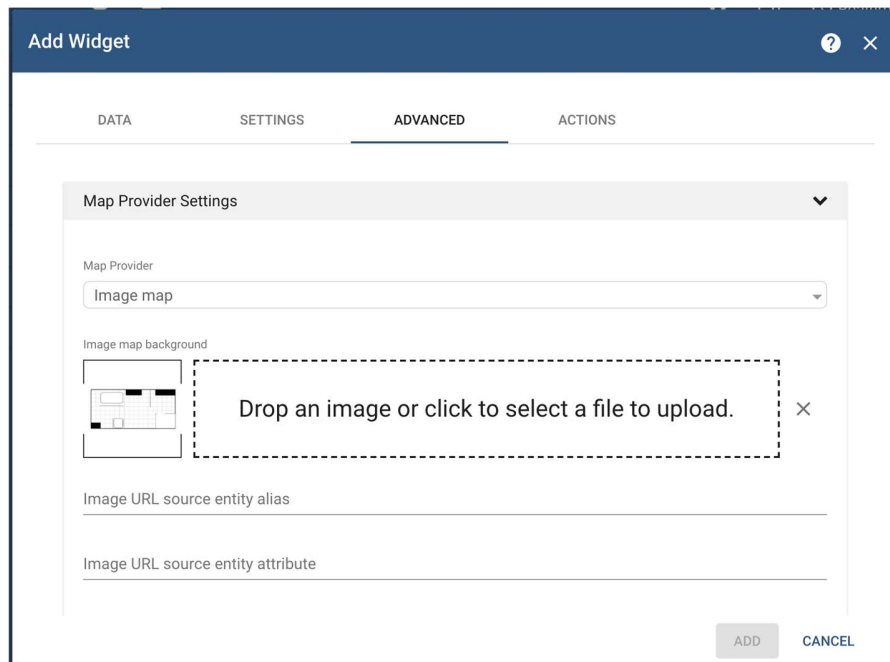 Add Widget
DATA SETTINGS ADVANCED ACTIONS
Map Provider Settings
Map Provider
Image map
Image map background
Drop an image or click to select a file to upload.
Image URL source entity alias
Image URL source entity attribute
ADD CANCEL